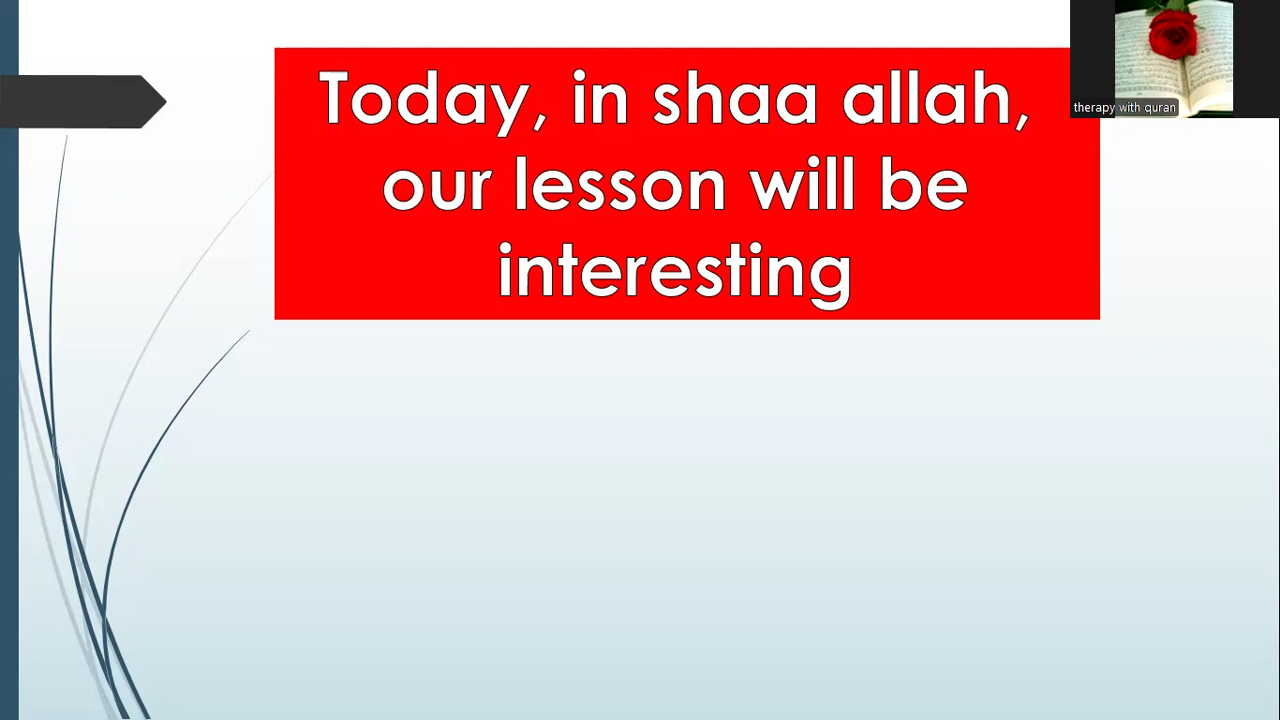 Today, in shaa allah,
our lesson will be
interesting
therapy with quran